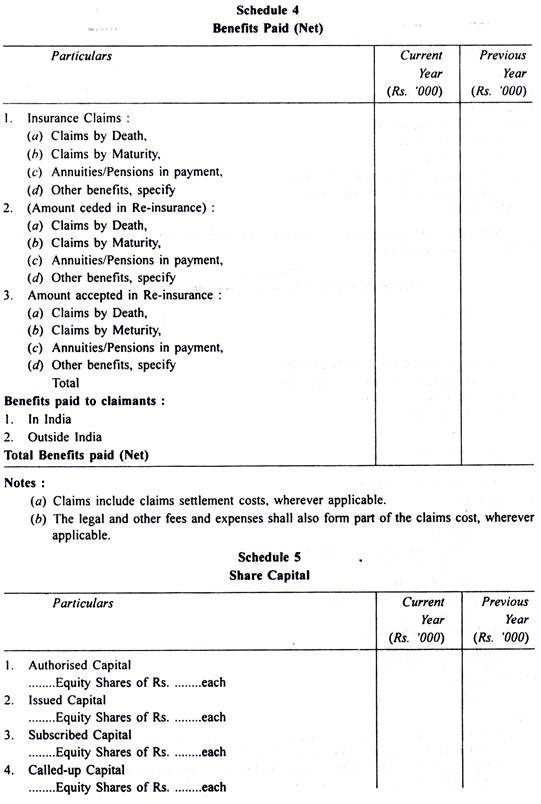 Schedule 4
Benefits Paid (Net)
Particulars Current Previous
Year Year
(Rs. '000) (Rs. '000)
1. Insurance Claims :
(a) Claims by Death,
(b) Claims by Maturity,
(c) Annuities/Pensions in payment,
(d) Other benefits, specify
2. (Amount ceded in Re-insurance) :
(a) Claims by Death,
(b) Claims by Maturity,
(c) Annuities/Pensions in payment,
(d) Other benefits, specify
3. Amount accepted in Re-insurance :
(a) Claims by Death,
(b) Claims by Meturity,
(c) Annuities/Pensions in payment,
(d) Other benefits, specify
Total
Benefits paid to claimants :
1. In India
2. Outside India
Total Benefits paid (Net)
Notes :
(a) Claims include claims settlement costs, wherever applicable.
(b) The legal and other fees and expenses shall also form part of the claims cost, wherever
applicable.
Schedule 5
Share Capital
Particulars Current Previous
Year Year
(Rs. '000) (Rs. '000)
1. Authorised Capital
........Equity Shares of Rs. ........each
2. Issued Capital
........Equity Shares of Rs. ........each
3. Subscribed Capital
........Equity Shares of Rs. ........each
4. Called-up Capital
........Equity Shares of Rs. ........each